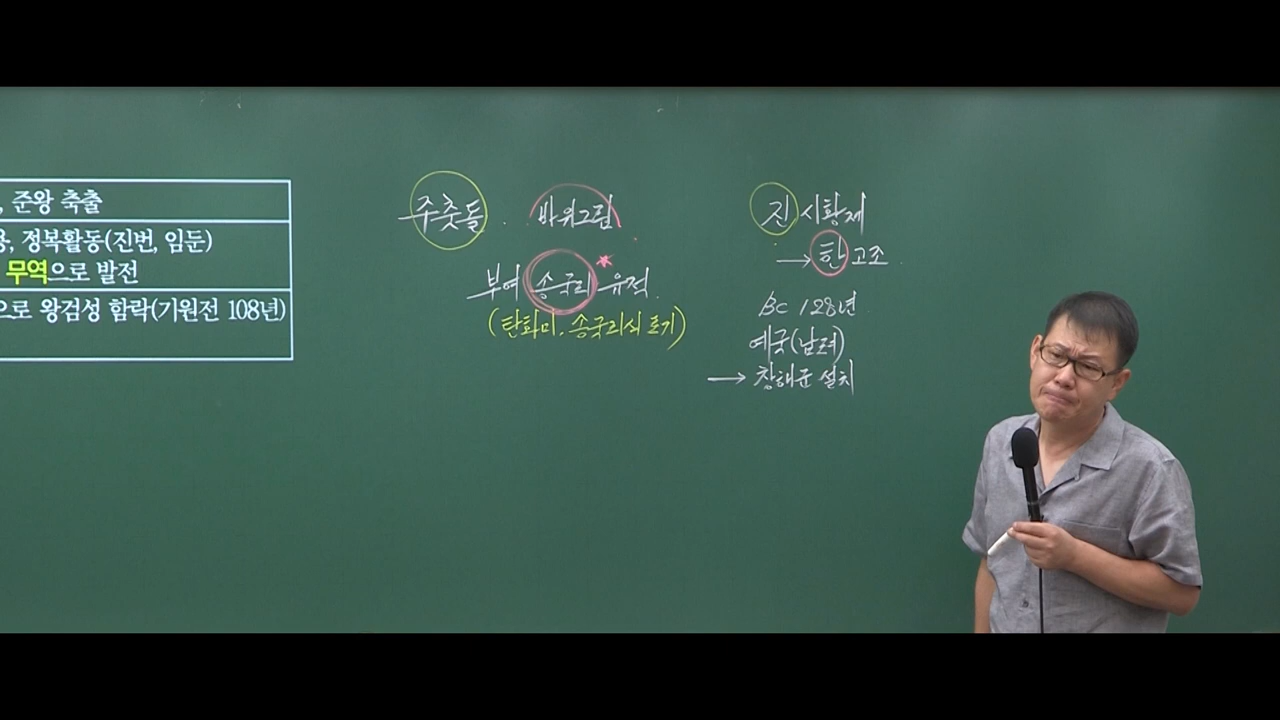 , 준왕 축출
용, 정복활동(진번, 임둔)
무역으로 발전
으로 왕검성 함락(기원전 108년)
주춧돌. 바위그림
부여 송국리 유적.
(탄화미, 송국리식 토기)
진 시황제
→ 한 고조.
BC 128년
예국(남려)
→ 창해군 설치